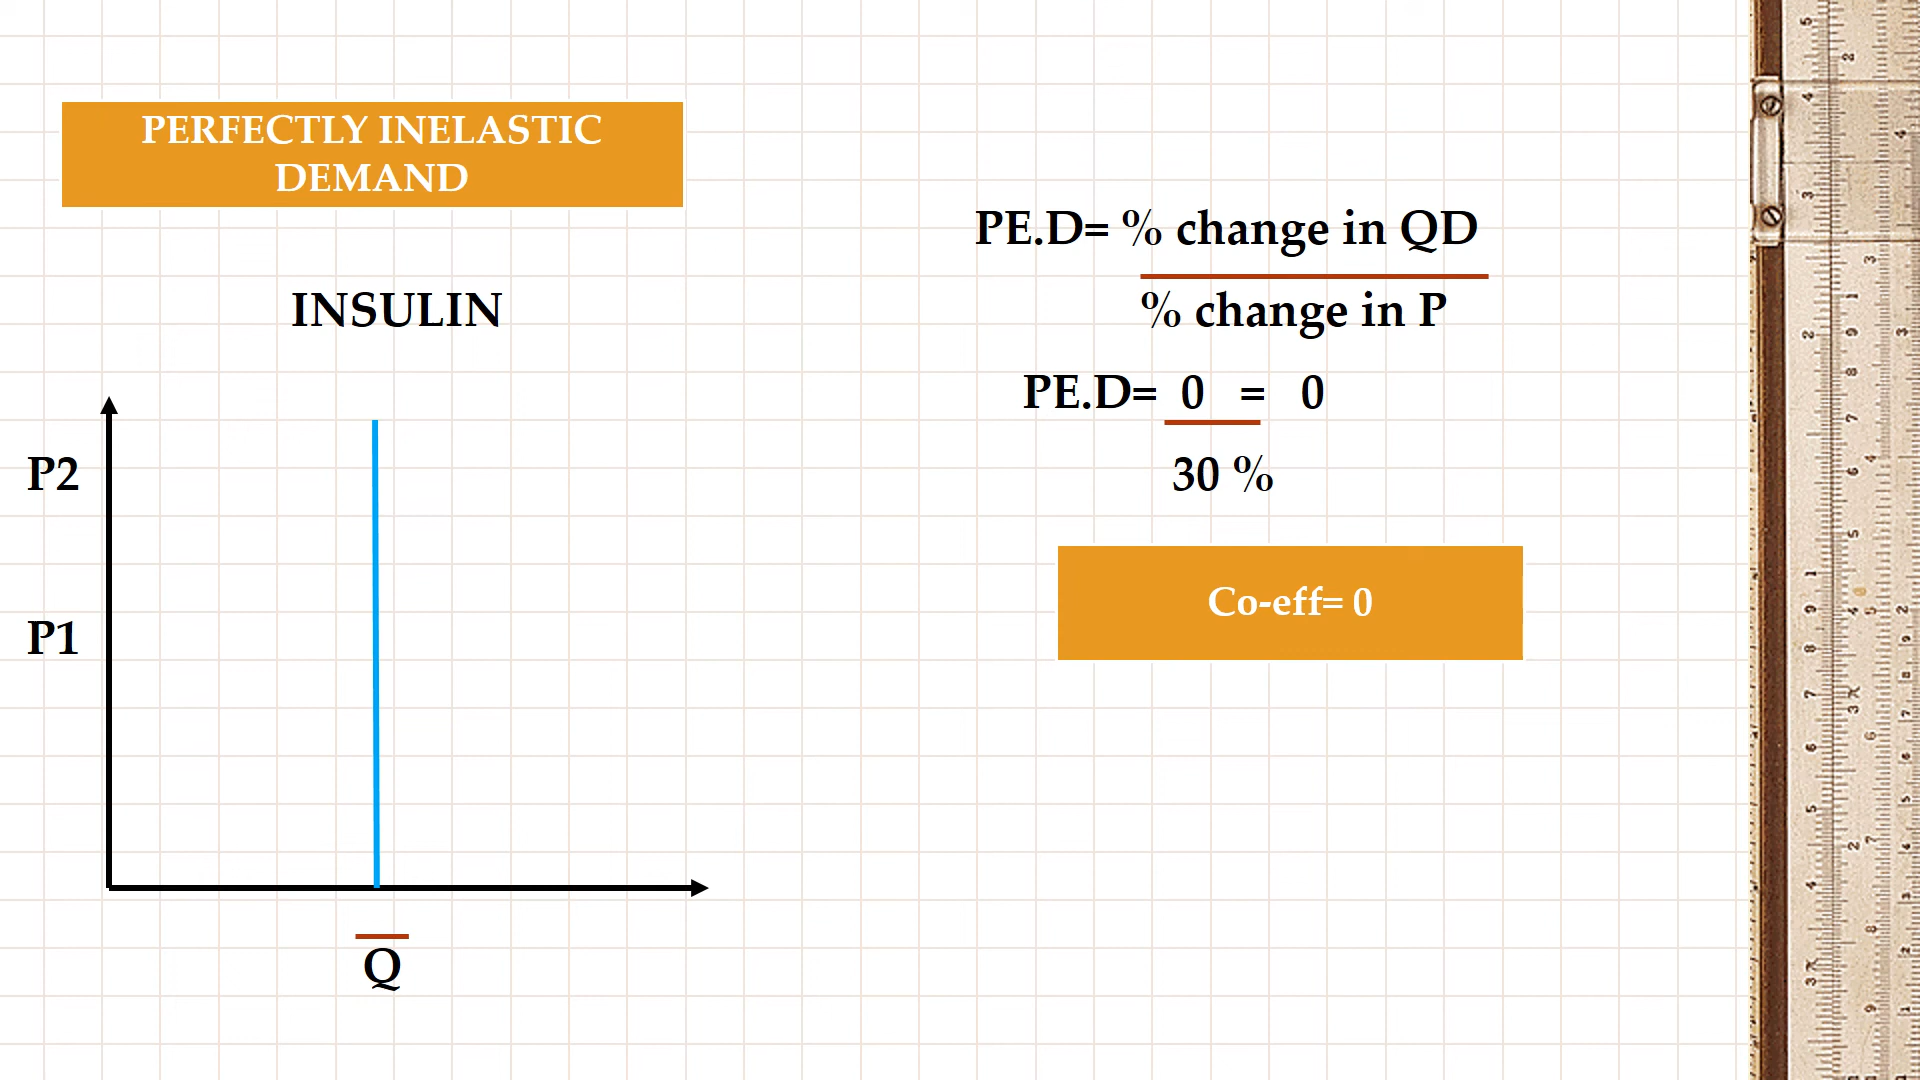 PERFECTLY INELASTIC
DEMAND
INSULIN
P2
P1
Q
PE.D= % change in QD
% change in P
PE.D= 0 = 0
30 %
Co-eff= 0